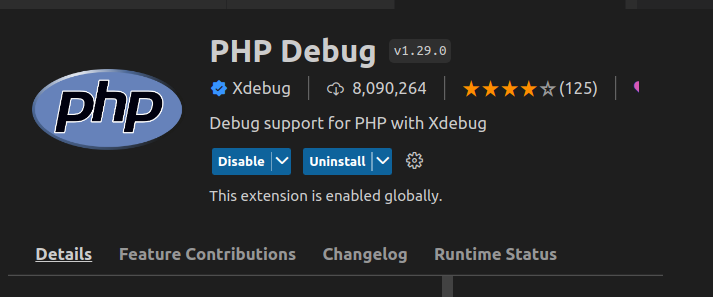 PHP Debug v1.29.0
php
Xdebug 8,090,264 (125)
Debug support for PHP with Xdebug
Disable Uninstall
This extension is enabled globally.
Details Feature Contributions Changelog Runtime Status